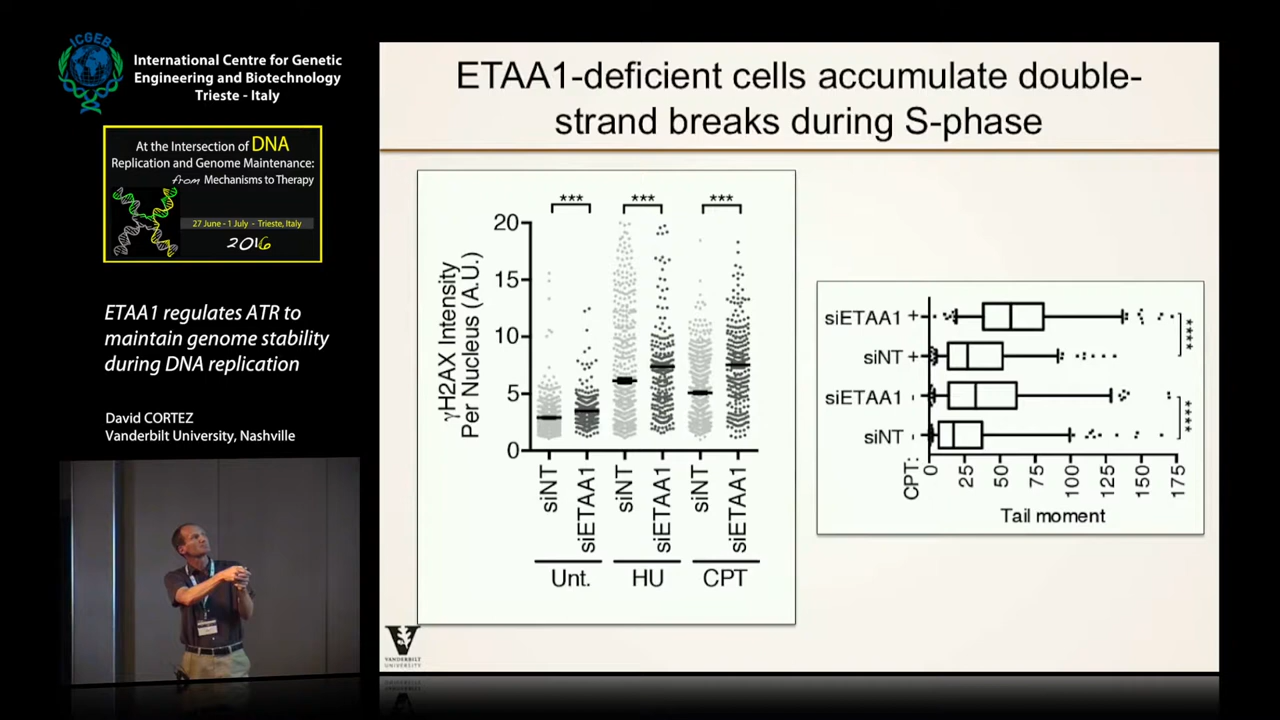 ICGEB
International Centre for Genetic
Engineering and Biotechnology
Trieste - Italy
At the Intersection of DNA
Replication and Genome Maintenance:
from Mechanisms to Therapy
27 June - 1 July - Trieste, Italy
2016
ETAA1 regulates ATR to
maintain genome stability
during DNA replication
David CORTEZ
Vanderbilt University, Nashville
ETAA1-deficient cells accumulate double-
strand breaks during S-phase
γH2AX Intensity
Per Nucleus (A.U.)
20
15
10
5
0
*** *** ***
siNT siETAA1 siNT siETAA1 siNT siETAA1
Unt. HU CPT
siETAA1 +
siNT +
siETAA1 -
siNT -
**** ****
CPT:
0 25 50 75 100 125 150 175
Tail moment
VANDERBILT
UNIVERSITY